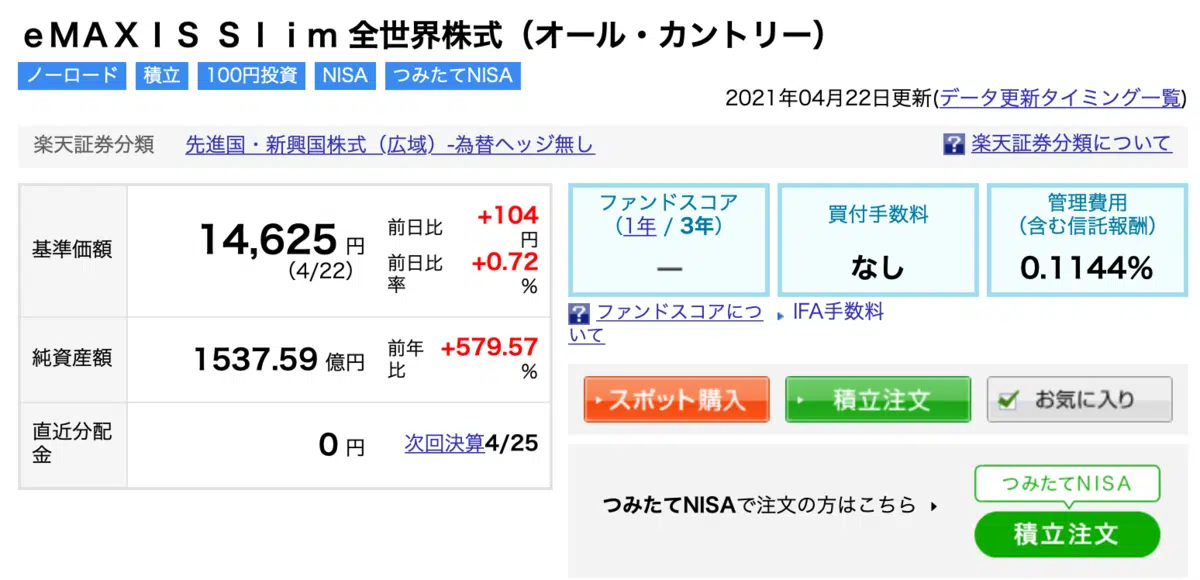 ｅＭＡＸＩＳ Ｓｌｉｍ 全世界株式（オール・カントリー）
ノーロード 積立 100円投資 NISA つみたてNISA
2021年04月22日更新(データ更新タイミング一覧)
楽天証券分類 先進国・新興国株式（広域）-為替ヘッジ無し
? 楽天証券分類について
基準価額
14,625 円
(4/22)
前日比
+104
円
前日比
率
+0.72
%
純資産額
1537.59 億円
前年
比
+579.57
%
直近分配
金
0 円
次回決算4/25
ファンドスコア
（1年 / 3年）
—
買付手数料
なし
管理費用
（含む信託報酬）
0.1144%
? ファンドスコアにつ
いて
IFA手数料
スポット購入
積立注文
お気に入り
つみたてNISAで注文の方はこちら
つみたてNISA
積立注文